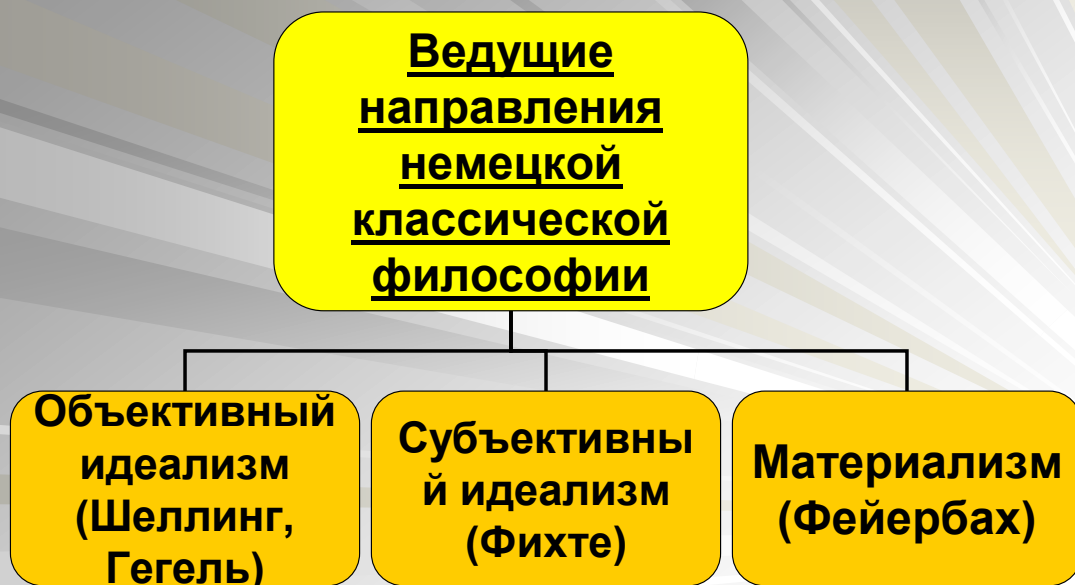 Ведущие
направления
немецкой
классической
философии
Объективный
идеализм
(Шеллинг,
Гегель)
Субъективны
й идеализм
(Фихте)
Материализм
(Фейербах)